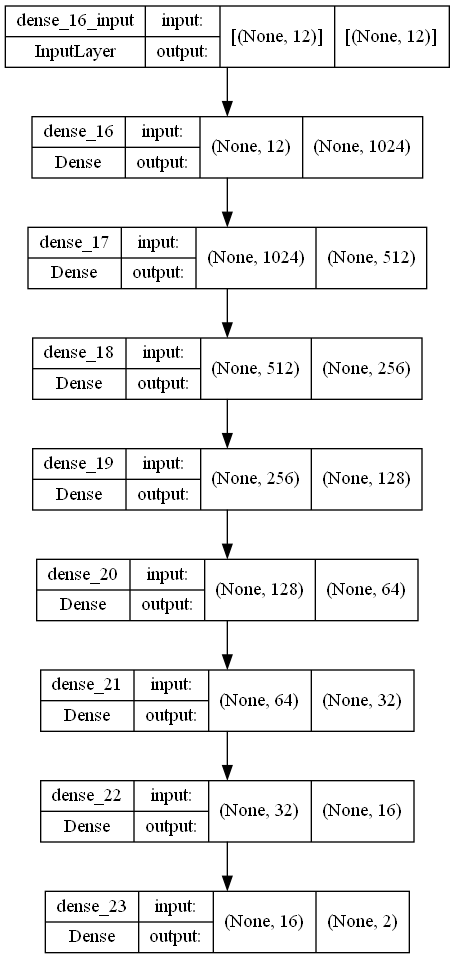 dense_16_input input: [(None, 12)] [(None, 12)]
InputLayer output:
dense_16 input: (None, 12) (None, 1024)
Dense output:
dense_17 input: (None, 1024) (None, 512)
Dense output:
dense_18 input: (None, 512) (None, 256)
Dense output:
dense_19 input: (None, 256) (None, 128)
Dense output:
dense_20 input: (None, 128) (None, 64)
Dense output:
dense_21 input: (None, 64) (None, 32)
Dense output:
dense_22 input: (None, 32) (None, 16)
Dense output:
dense_23 input: (None, 16) (None, 2)
Dense output: